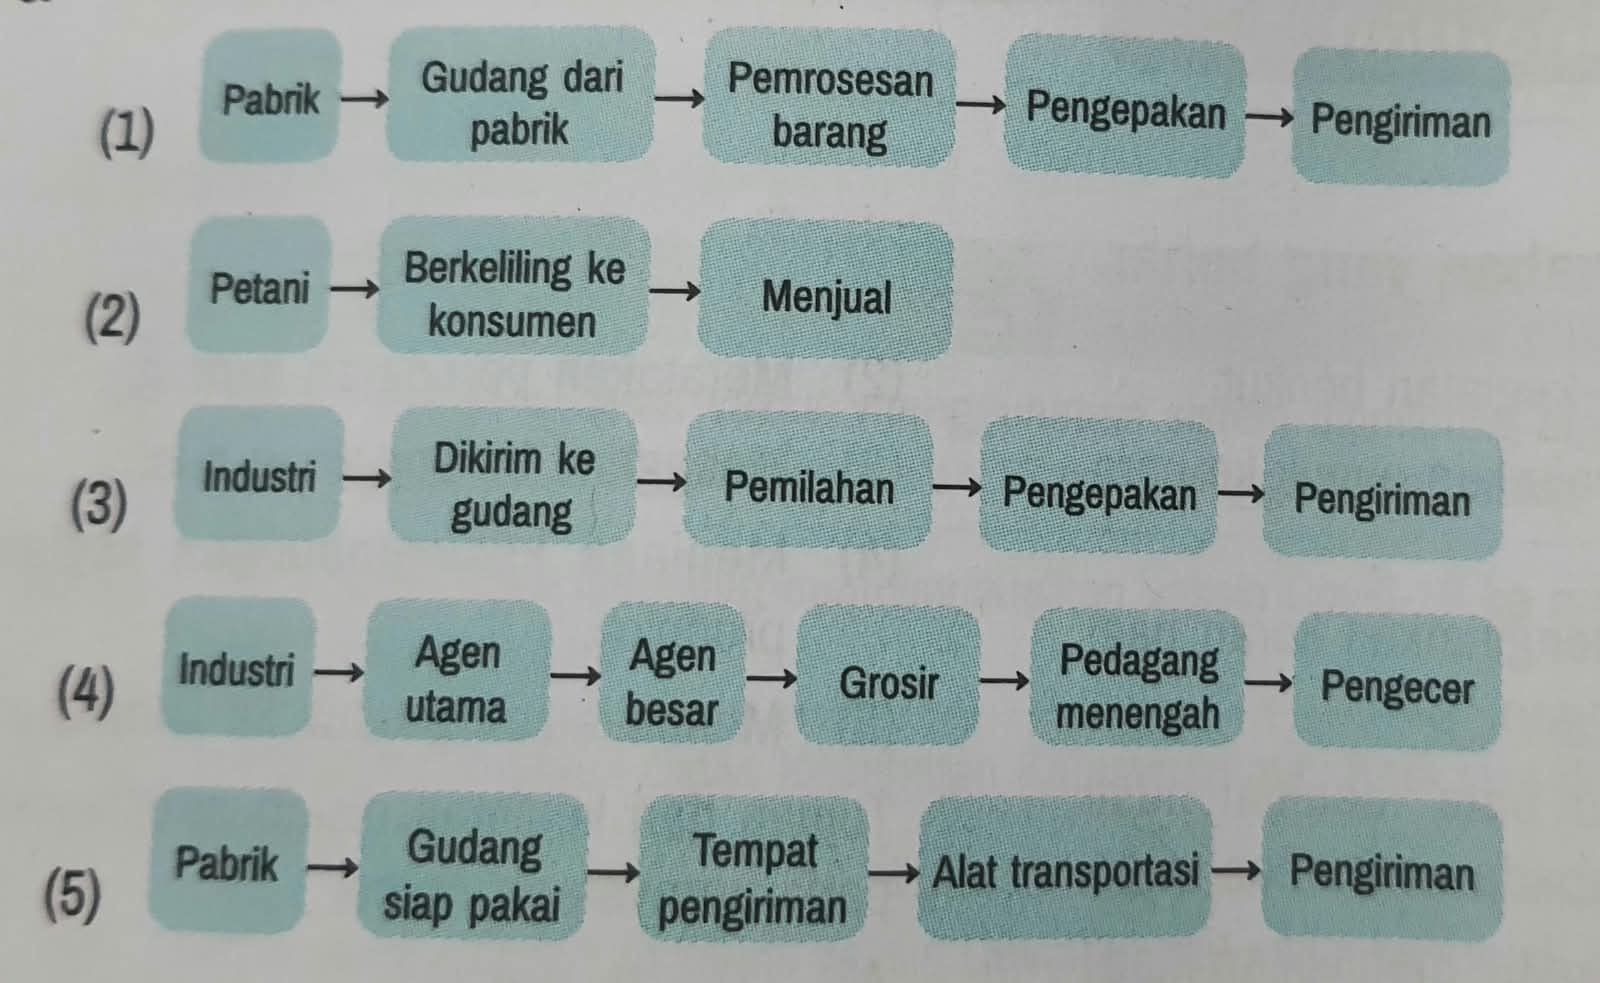 (1) Pabrik → Gudang dari pabrik → Pemrosesan barang → Pengepakan → Pengiriman
(2) Petani → Berkeliling ke konsumen → Menjual
(3) Industri → Dikirim ke gudang → Pemilahan → Pengepakan → Pengiriman
(4) Industri → Agen utama → Agen besar → Grosir → Pedagang menengah → Pengecer
(5) Pabrik → Gudang siap pakai → Tempat pengiriman → Alat transportasi → Pengiriman